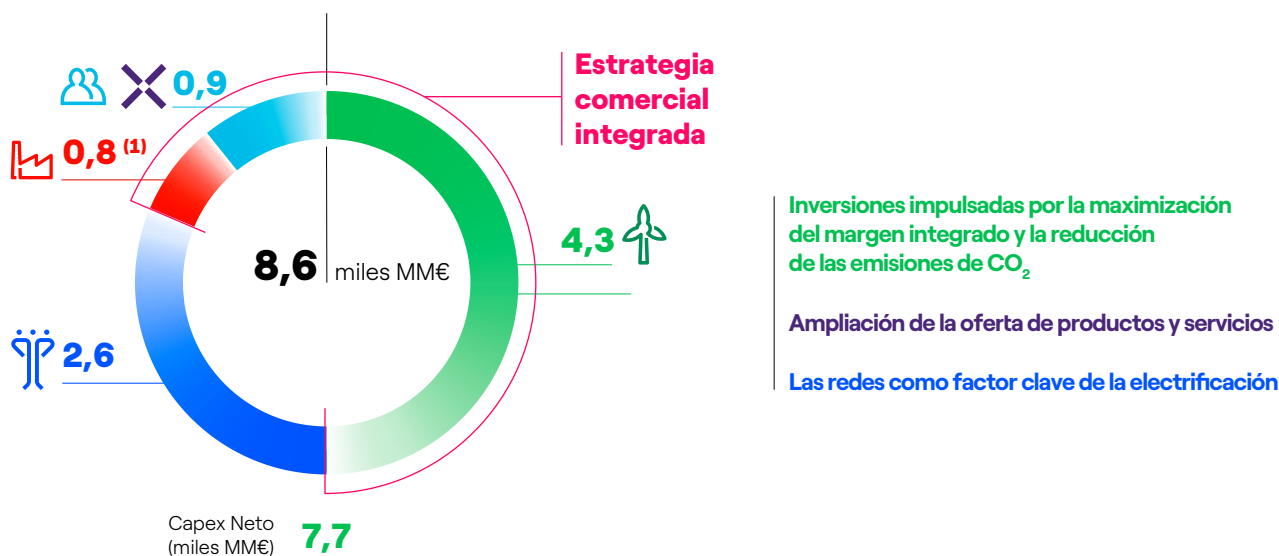 Estrategia
comercial
integrada
0,9
0,8 (1)
4,3
8,6 miles MM€
2,6
Capex Neto
(miles MM€)
7,7
Inversiones impulsadas por la maximización
del margen integrado y la reducción
de las emisiones de CO₂
Ampliación de la oferta de productos y servicios
Las redes como factor clave de la electrificación